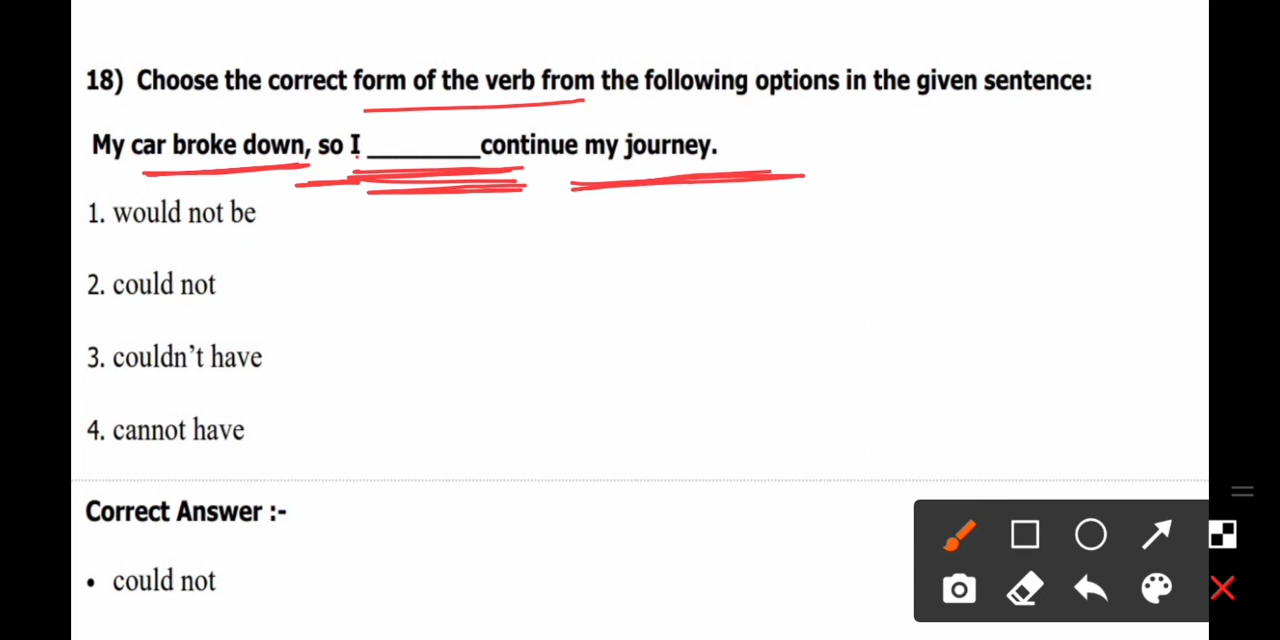 18) Choose the correct form of the verb from the following options in the given sentence:
My car broke down, so I ________continue my journey.
1. would not be
2. could not
3. couldn’t have
4. cannot have
Correct Answer :-
• could not